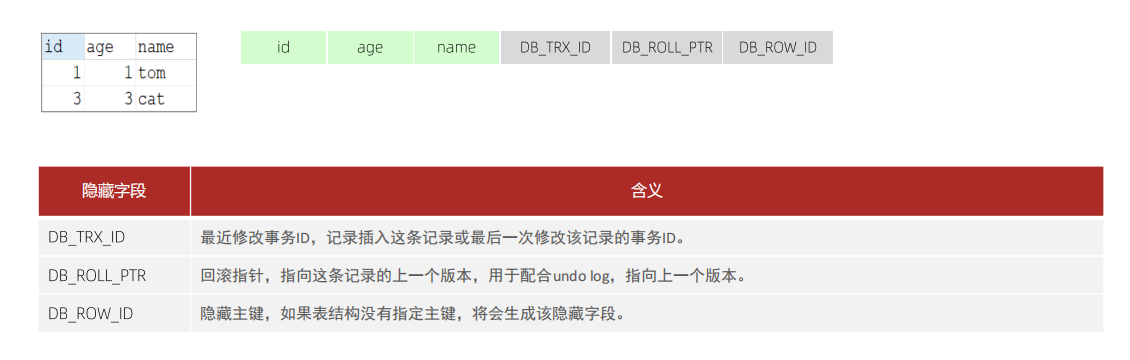 id age name
1 1 tom
3 3 cat
id age name DB_TRX_ID DB_ROLL_PTR DB_ROW_ID
隐藏字段 含义
DB_TRX_ID 最近修改事务ID，记录插入这条记录或最后一次修改该记录的事务ID。
DB_ROLL_PTR 回滚指针，指向这条记录的上一个版本，用于配合undo log，指向上一个版本。
DB_ROW_ID 隐藏主键，如果表结构没有指定主键，将会生成该隐藏字段。